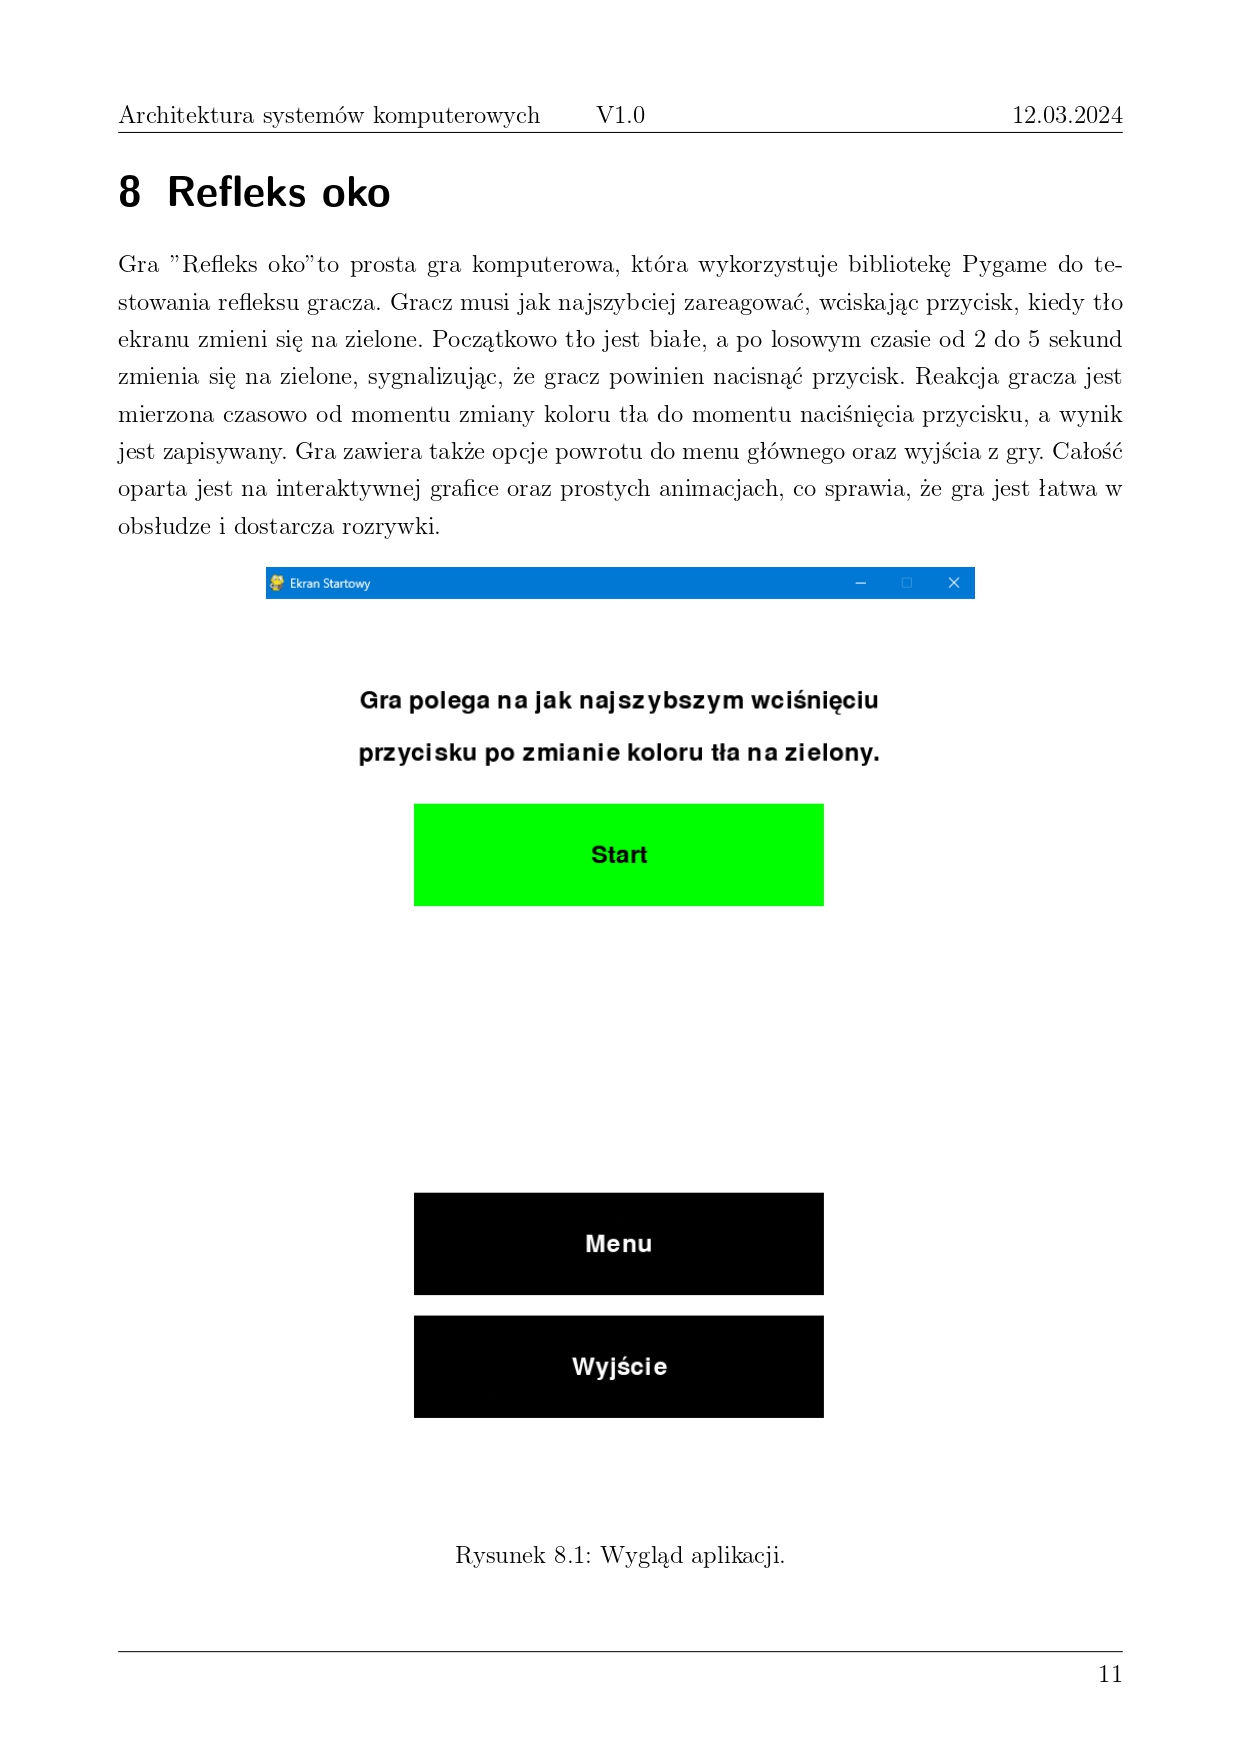 Architektura systemów komputerowych V1.0 12.03.2024
8 Refleks oko
Gra ”Refleks oko”to prosta gra komputerowa, która wykorzystuje bibliotekę Pygame do te-
stowania refleksu gracza. Gracz musi jak najszybciej zareagować, wciskając przycisk, kiedy tło
ekranu zmieni się na zielone. Początkowo tło jest białe, a po losowym czasie od 2 do 5 sekund
zmienia się na zielone, sygnalizując, że gracz powinien nacisnąć przycisk. Reakcja gracza jest
mierzona czasowo od momentu zmiany koloru tła do momentu naciśnięcia przycisku, a wynik
jest zapisywany. Gra zawiera także opcje powrotu do menu głównego oraz wyjścia z gry. Całość
oparta jest na interaktywnej grafice oraz prostych animacjach, co sprawia, że gra jest łatwa w
obsłudze i dostarcza rozrywki.
Ekran Startowy
Gra polega na jak najszybszym wciśnięciu
przycisku po zmianie koloru tła na zielony.
Start
Menu
Wyjście
Rysunek 8.1: Wygląd aplikacji.
11